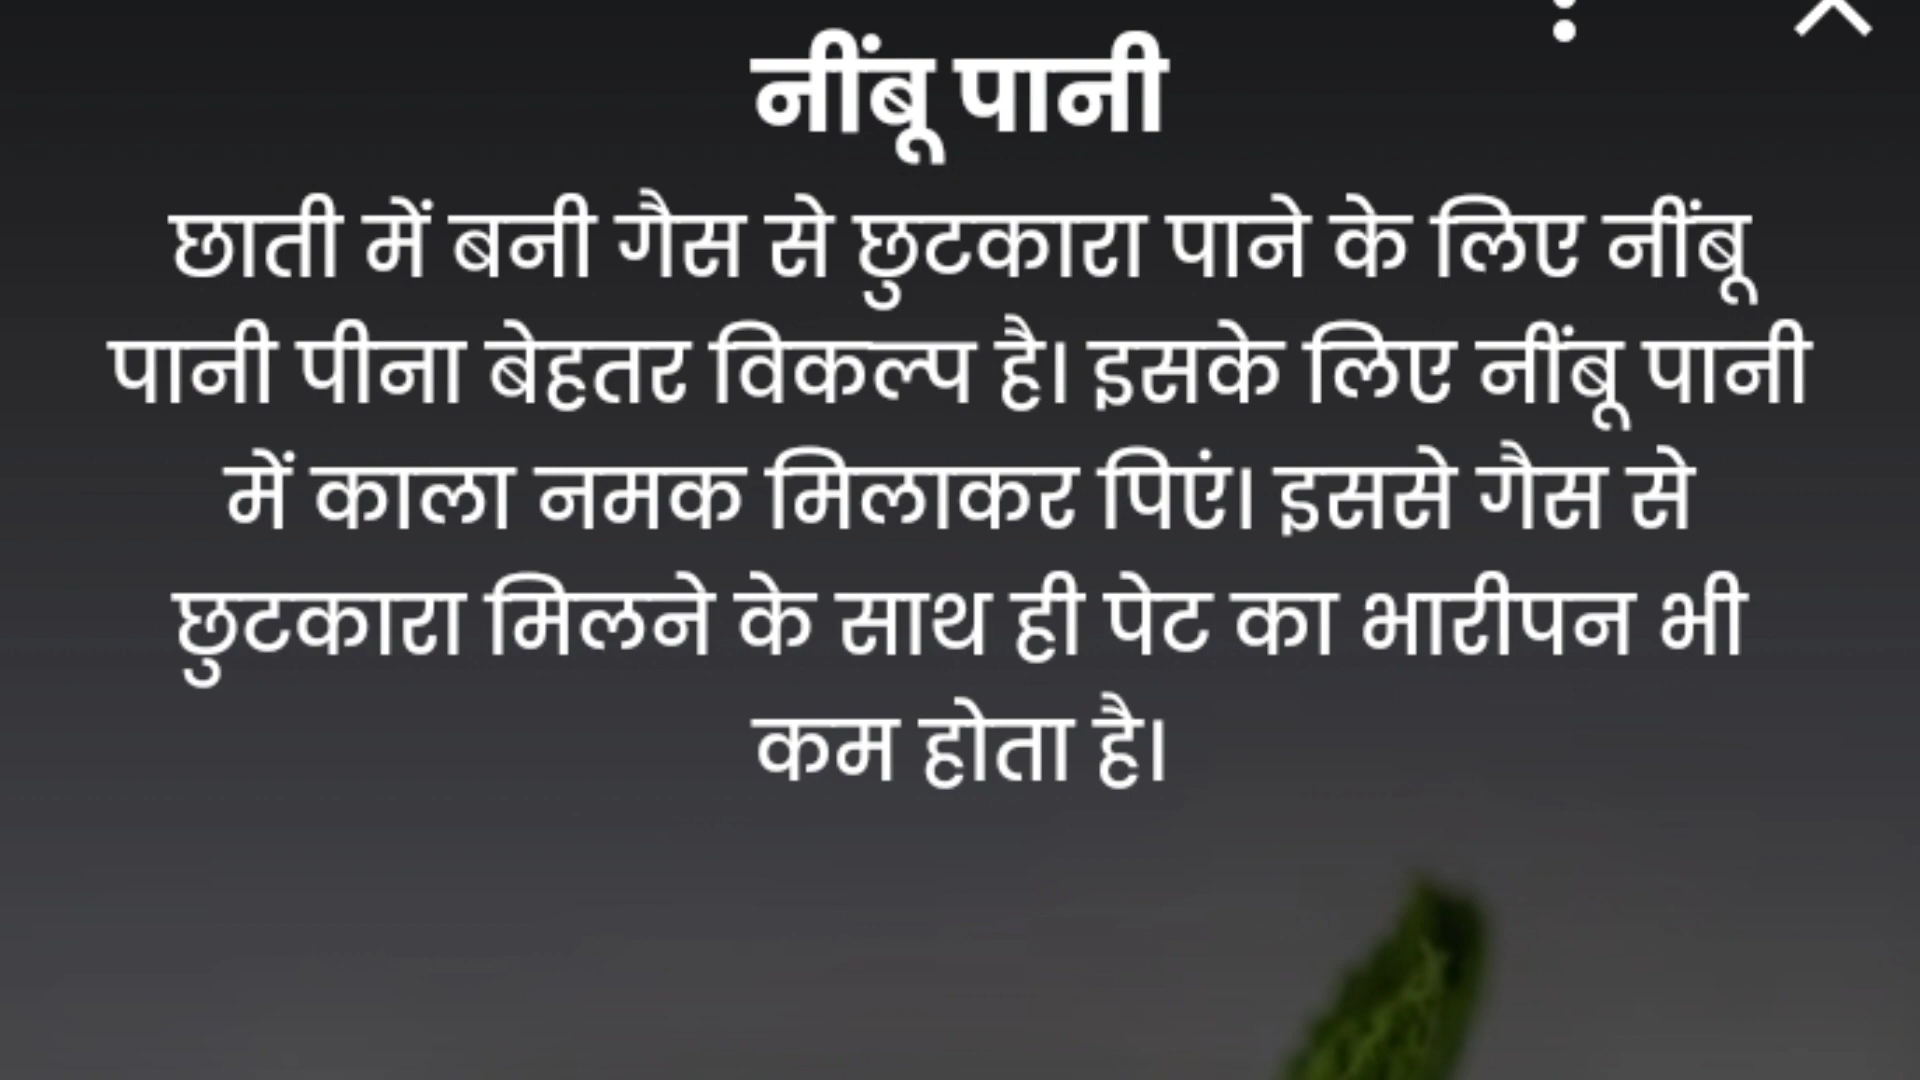 नींबू पानी
छाती में बनी गैस से छुटकारा पाने के लिए नींबू
पानी पीना बेहतर विकल्प है। इसके लिए नींबू पानी
में काला नमक मिलाकर पिएं। इससे गैस से
छुटकारा मिलने के साथ ही पेट का भारीपन भी
कम होता है।